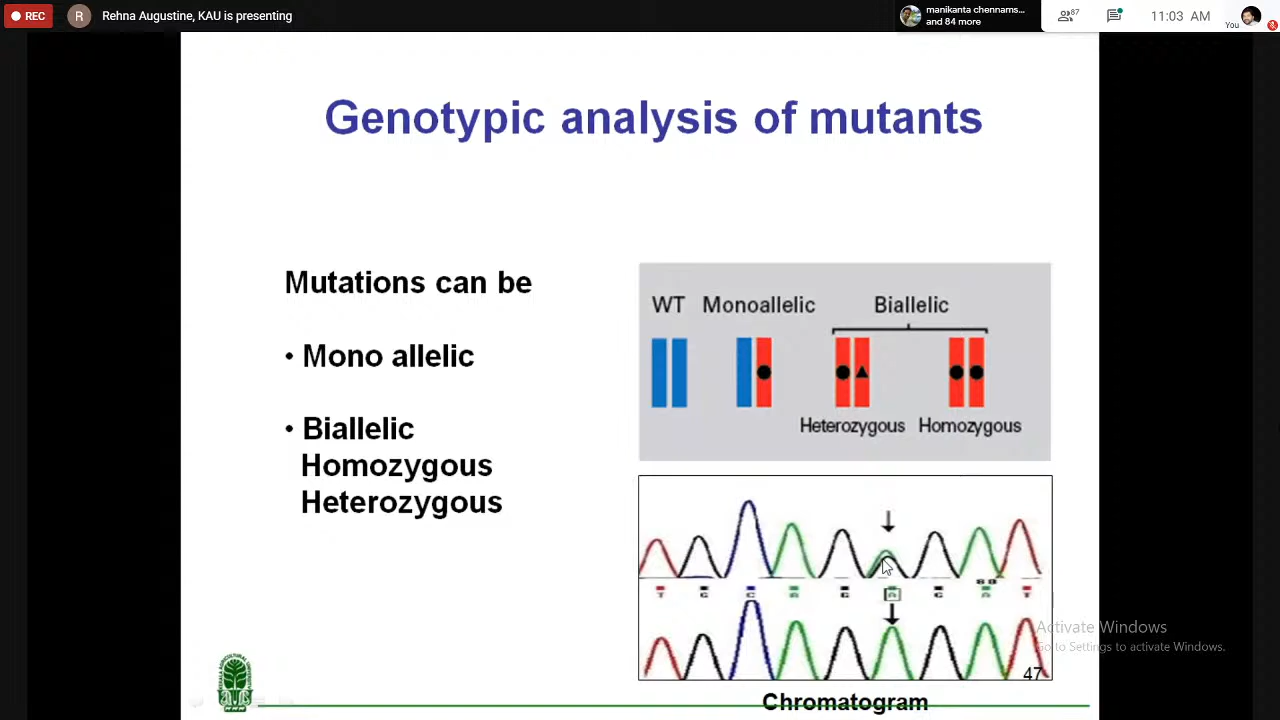 REC
R
Rehna Augustine, KAU is presenting
manikanta chennams...
and 84 more
87
11:03 AM
You
Genotypic analysis of mutants
Mutations can be
• Mono allelic
• Biallelic
Homozygous
Heterozygous
WT Monoallelic Biallelic
Heterozygous Homozygous
T G C A G A G A T
Activate Windows
Go to Settings to activate Windows.
47
Chromatogram